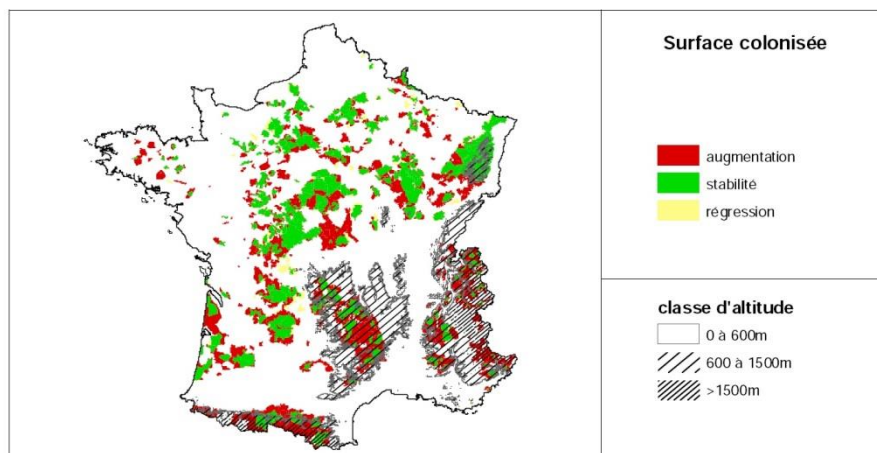 Surface colonisée
augmentation
stabilité
régression
classe d'altitude
0 à 600m
600 à 1500m
>1500m